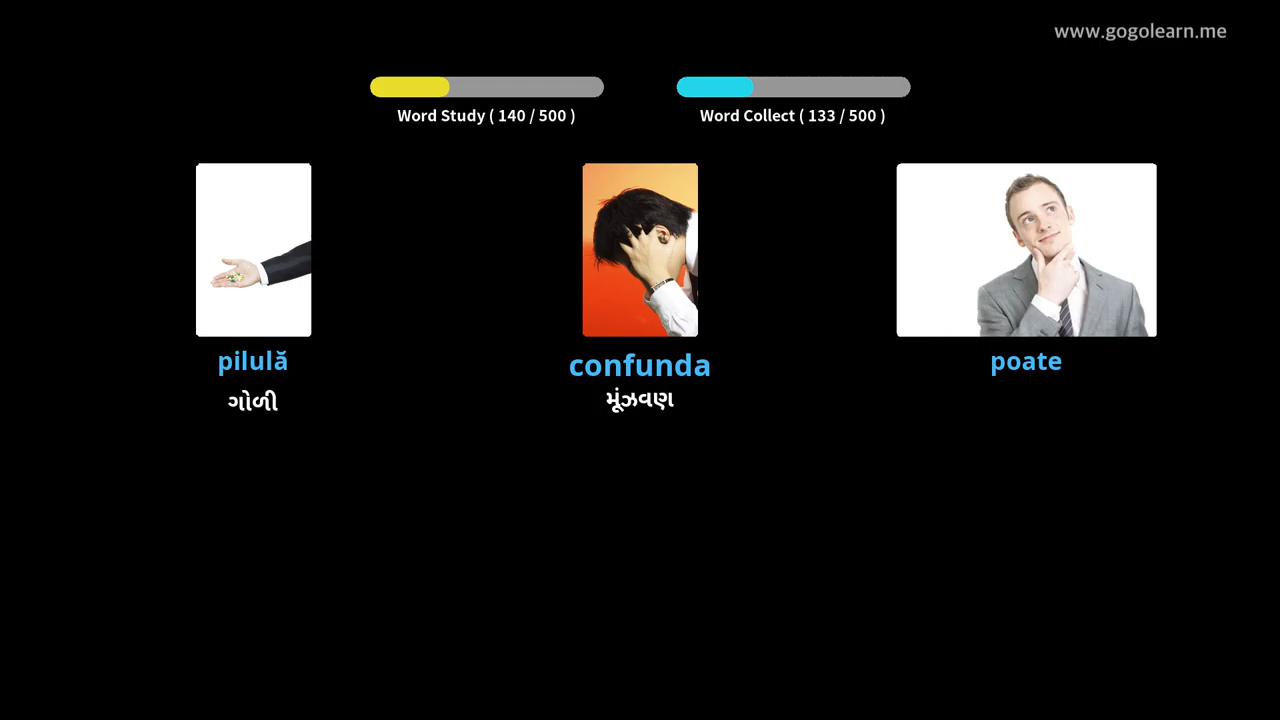 www.gogolearn.me
Word Study ( 140 / 500 )
Word Collect ( 133 / 500 )
pilulă
confunda
poate
ગોળી
મૂંઝવણ